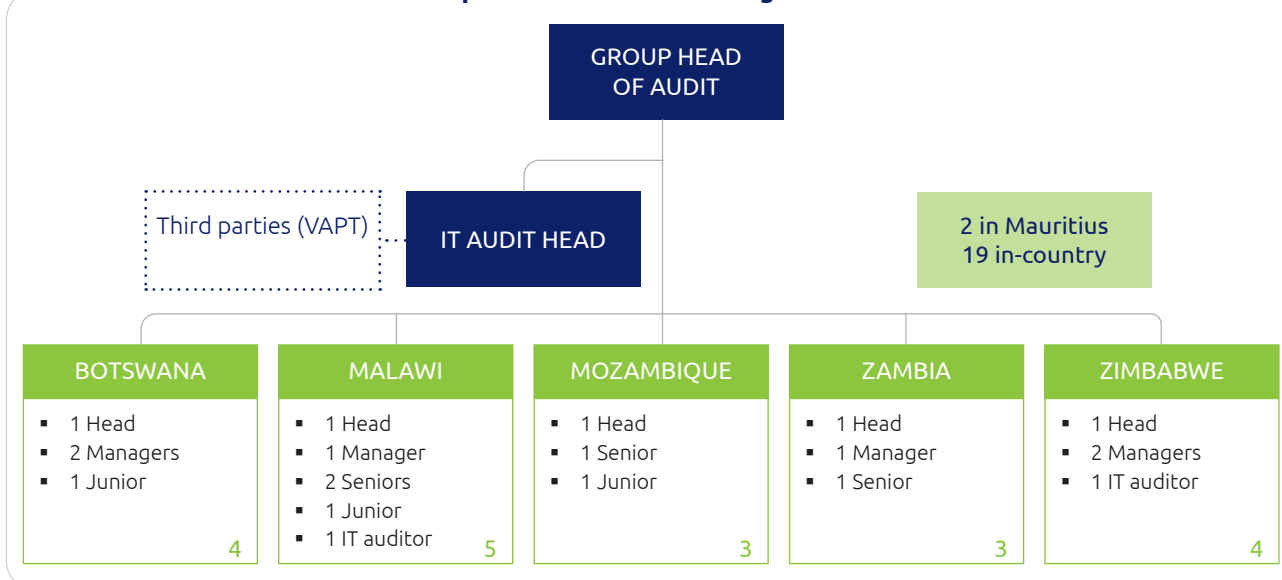 GROUP HEAD
OF AUDIT
Third parties (VAPT)
IT AUDIT HEAD
2 in Mauritius
19 in-country
BOTSWANA
▪ 1 Head
▪ 2 Managers
▪ 1 Junior
4
MALAWI
▪ 1 Head
▪ 1 Manager
▪ 2 Seniors
▪ 1 Junior
▪ 1 IT auditor
5
MOZAMBIQUE
▪ 1 Head
▪ 1 Senior
▪ 1 Junior
3
ZAMBIA
▪ 1 Head
▪ 1 Manager
▪ 1 Senior
3
ZIMBABWE
▪ 1 Head
▪ 2 Managers
▪ 1 IT auditor
4